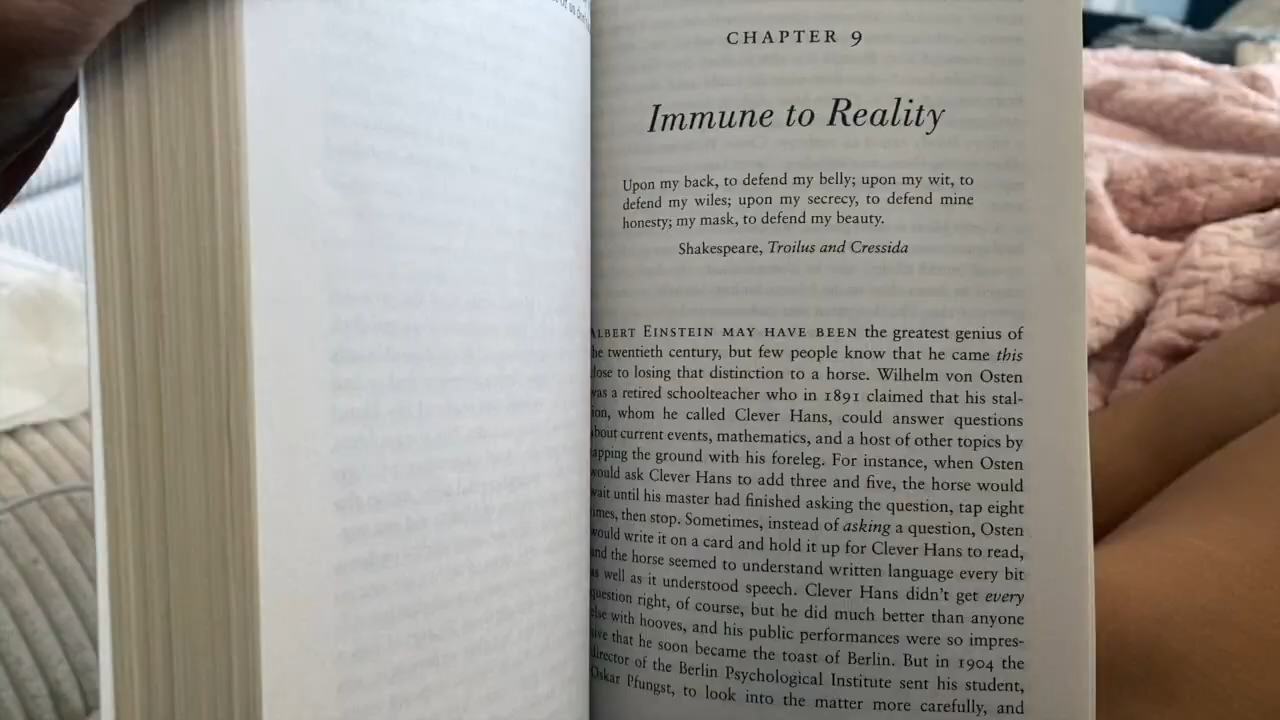 CHAPTER 9
Immune to Reality
Upon my back, to defend my belly; upon my wit, to
defend my wiles; upon my secrecy, to defend mine
honesty; my mask, to defend my beauty.
Shakespeare, Troilus and Cressida
ALBERT EINSTEIN MAY HAVE BEEN the greatest genius of
he twentieth century, but few people know that he came this
lose to losing that distinction to a horse. Wilhelm von Osten
was a retired schoolteacher who in 1891 claimed that his stal-
ion, whom he called Clever Hans, could answer questions
about current events, mathematics, and a host of other topics by
apping the ground with his foreleg. For instance, when Osten
would ask Clever Hans to add three and five, the horse would
wait until his master had finished asking the question, tap eight
imes, then stop. Sometimes, instead of asking a question, Osten
would write it on a card and hold it up for Clever Hans to read,
and the horse seemed to understand written language every bit
as well as it understood speech. Clever Hans didn't get every
question right, of course, but he did much better than anyone
else with hooves, and his public performances were so impres-
sive that he soon became the toast of Berlin. But in 1904 the
director of the Berlin Psychological Institute sent his student,
Oskar Pfungst, to look into the matter more carefully, and